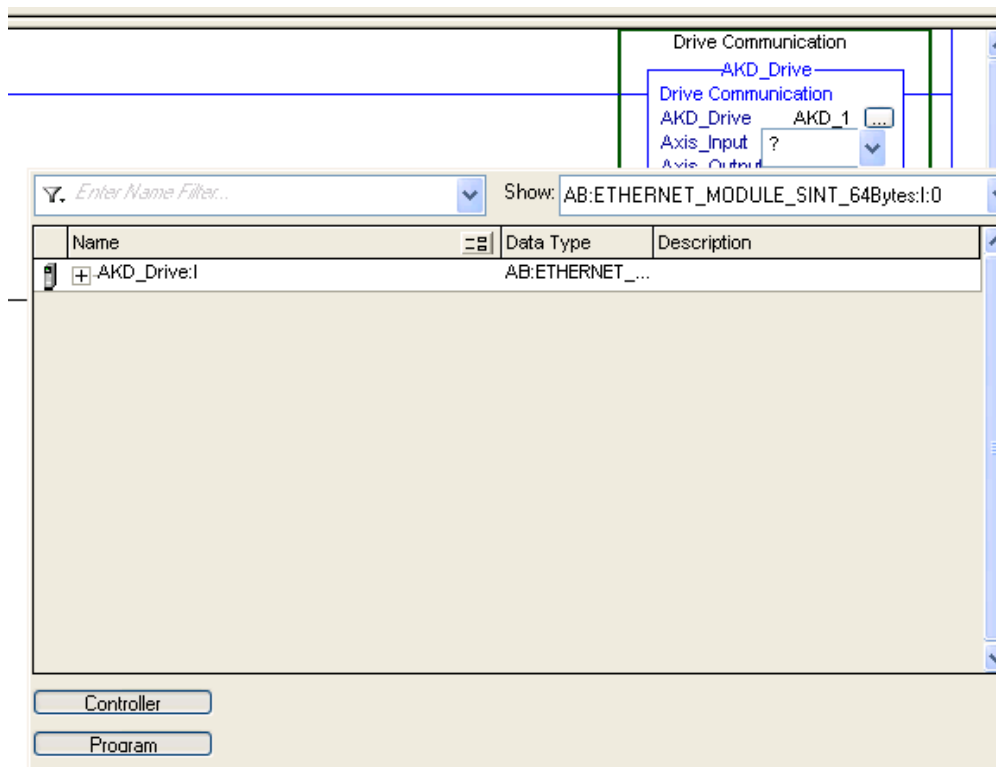 Drive Communication
AKD_Drive
Drive Communication
AKD_Drive AKD_1 ...
Axis_Input ?
Axis_Output
Enter Name Filter...
Show: AB:ETHERNET_MODULE_SINT_64Bytes:I:0
Name Data Type Description
AKD_Drive:I AB:ETHERNET_...
Controller
Program